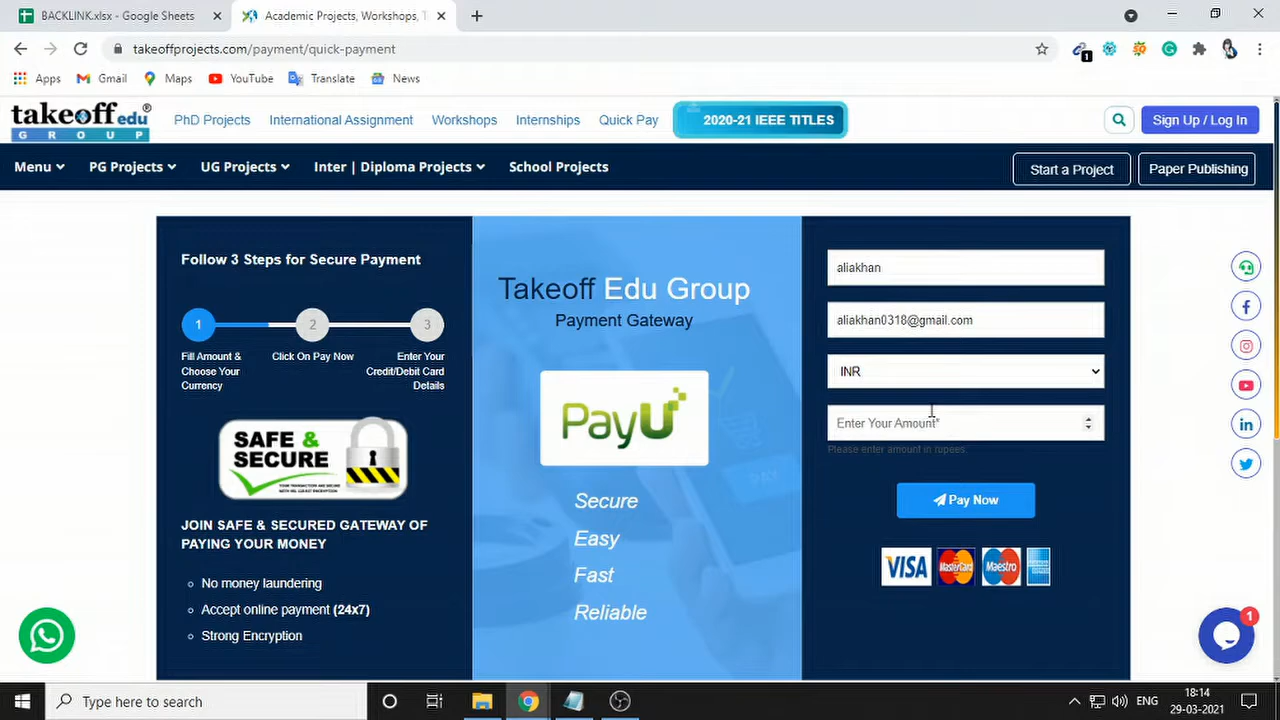 BACKLINK.xlsx - Google Sheets
Academic Projects, Workshops, T
takeoffprojects.com/payment/quick-payment
1
Apps
Gmail
Maps
YouTube
Translate
News
takeoff edu
GROUP
PhD Projects
International Assignment
Workshops
Internships
Quick Pay
2020-21 IEEE TITLES
Sign Up / Log In
Menu
PG Projects
UG Projects
Inter | Diploma Projects
School Projects
Start a Project
Paper Publishing
Follow 3 Steps for Secure Payment
1
2
3
Fill Amount &
Choose Your
Currency
Click On Pay Now
Enter Your
Credit/Debit Card
Details
SAFE &
SECURE
JOIN SAFE & SECURED GATEWAY OF
PAYING YOUR MONEY
No money laundering
Accept online payment (24x7)
Strong Encryption
Takeoff Edu Group
Payment Gateway
PayU
Secure
Easy
Fast
Reliable
aliakhan
aliakhan0318@gmail.com
INR
Enter Your Amount*
Please enter amount in rupees.
Pay Now
VISA
MasterCard
Maestro
1
Type here to search
ENG
18:14
29-03-2021